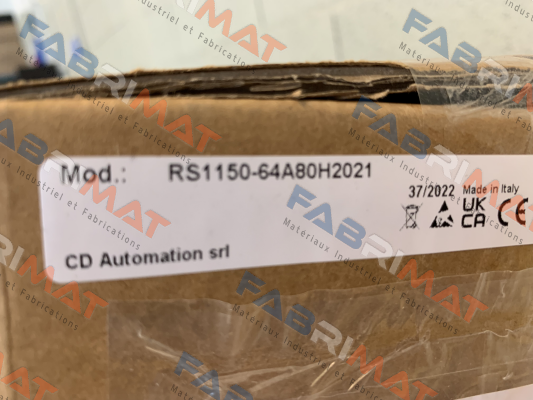 Mod.: RS1150-64A80H2021
37/2022 Made in Italy
UK
CA CE
CD Automation srl
FABRIMAT
Materiaux Industriel et Fabrications